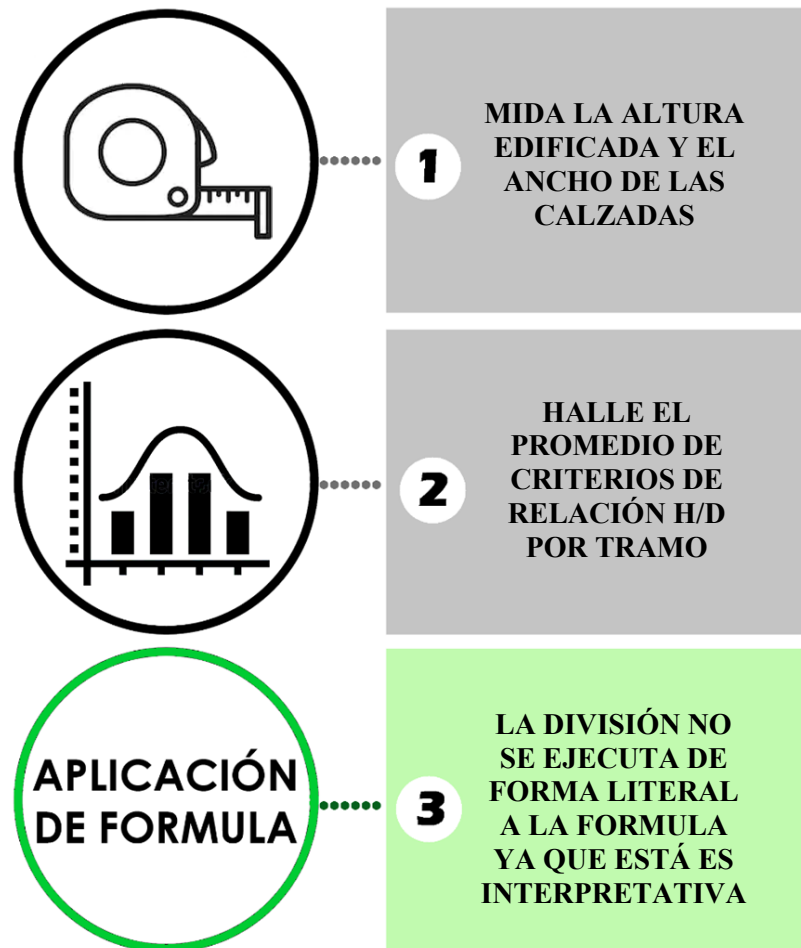 1
MIDA LA ALTURA
EDIFICADA Y EL
ANCHO DE LAS
CALZADAS
2
HALLE EL
PROMEDIO DE
CRITERIOS DE
RELACIÓN H/D
POR TRAMO
APLICACIÓN
DE FORMULA
3
LA DIVISIÓN NO
SE EJECUTA DE
FORMA LITERAL
A LA FORMULA
YA QUE ESTÁ ES
INTERPRETATIVA